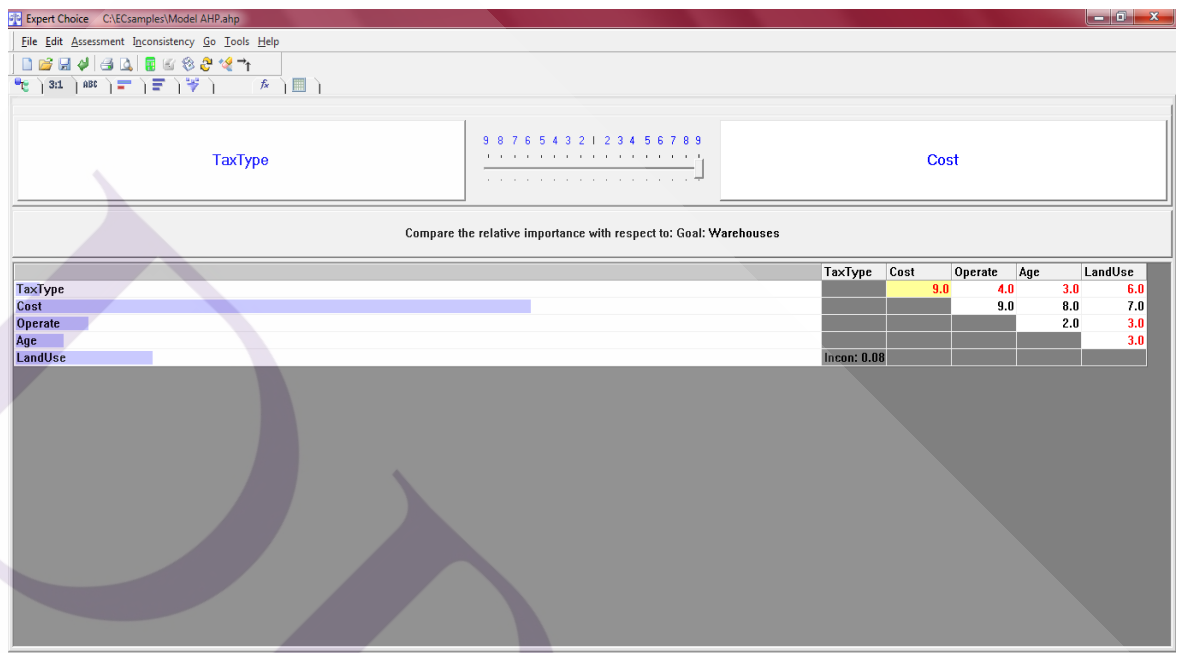 Expert Choice C:\ECsamples\Model AHP.ahp
File Edit Assessment Inconsistency Go Tools Help
3:1 ABC fx
9 8 7 6 5 4 3 2 1 2 3 4 5 6 7 8 9
TaxType Cost
Compare the relative importance with respect to: Goal: Warehouses
TaxType Cost Operate Age LandUse
TaxType 9.0 4.0 3.0 6.0
Cost 9.0 8.0 7.0
Operate 2.0 3.0
Age 3.0
LandUse Incon: 0.08